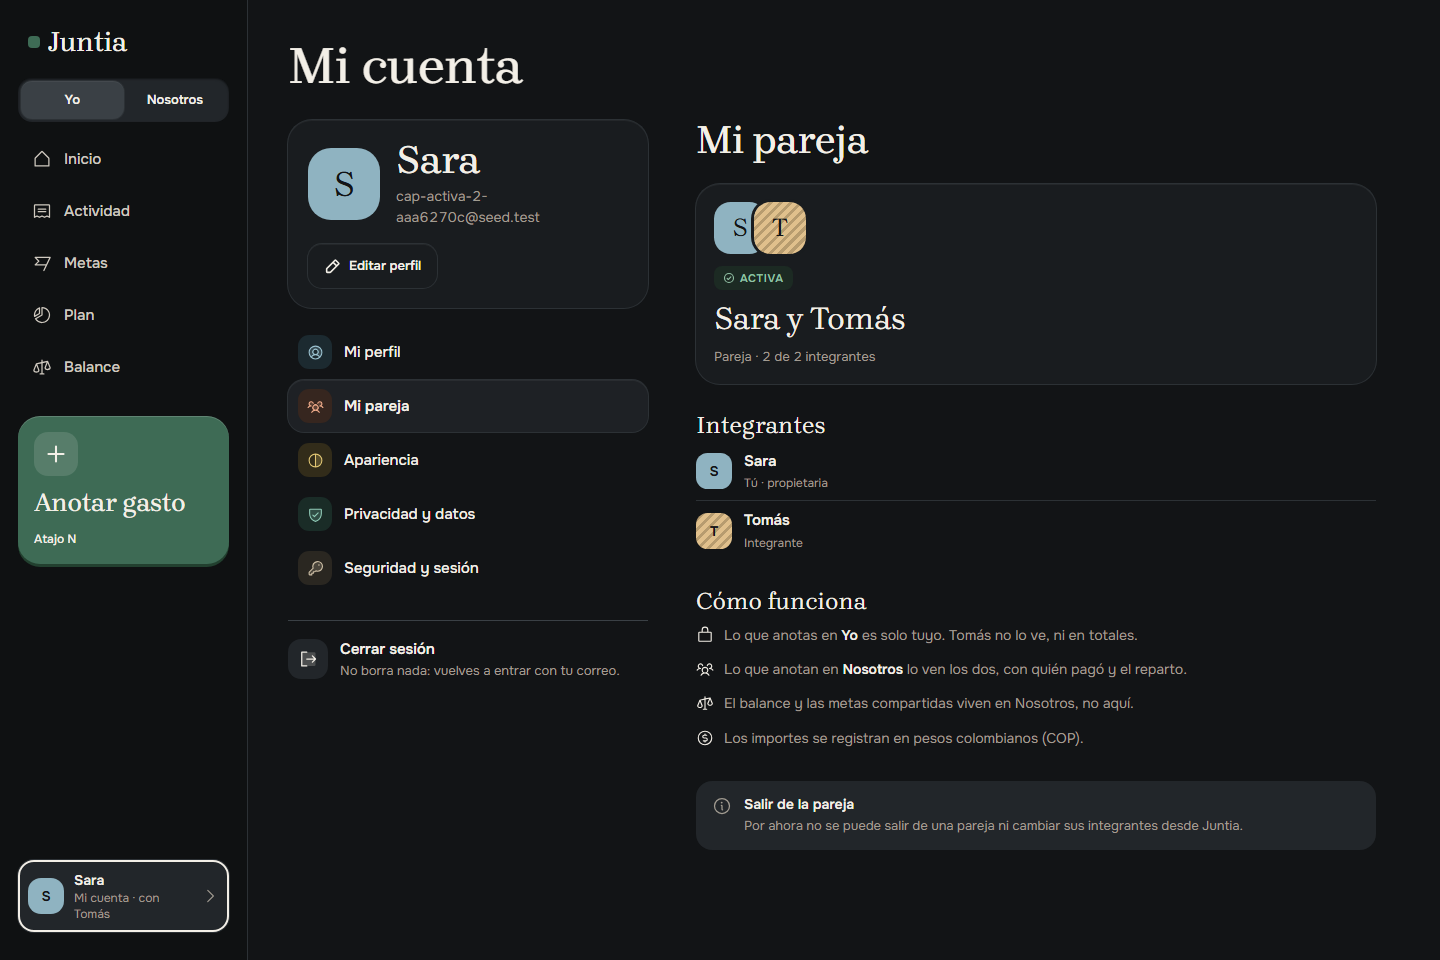 Juntia
Yo
Nosotros
Inicio
Actividad
Metas
Plan
Balance
Anotar gasto
Atajo N
S
Sara
Mi cuenta · con
Tomás
Mi cuenta
S
Sara
cap-activa-2-
aaa6270c@seed.test
Editar perfil
Mi perfil
Mi pareja
Apariencia
Privacidad y datos
Seguridad y sesión
Cerrar sesión
No borra nada: vuelves a entrar con tu correo.
Mi pareja
S T
ACTIVA
Sara y Tomás
Pareja · 2 de 2 integrantes
Integrantes
S
Sara
Tú · propietaria
T
Tomás
Integrante
Cómo funciona
Lo que anotas en Yo es solo tuyo. Tomás no lo ve, ni en totales.
Lo que anotan en Nosotros lo ven los dos, con quién pagó y el reparto.
El balance y las metas compartidas viven en Nosotros, no aquí.
Los importes se registran en pesos colombianos (COP).
Salir de la pareja
Por ahora no se puede salir de una pareja ni cambiar sus integrantes desde Juntia.